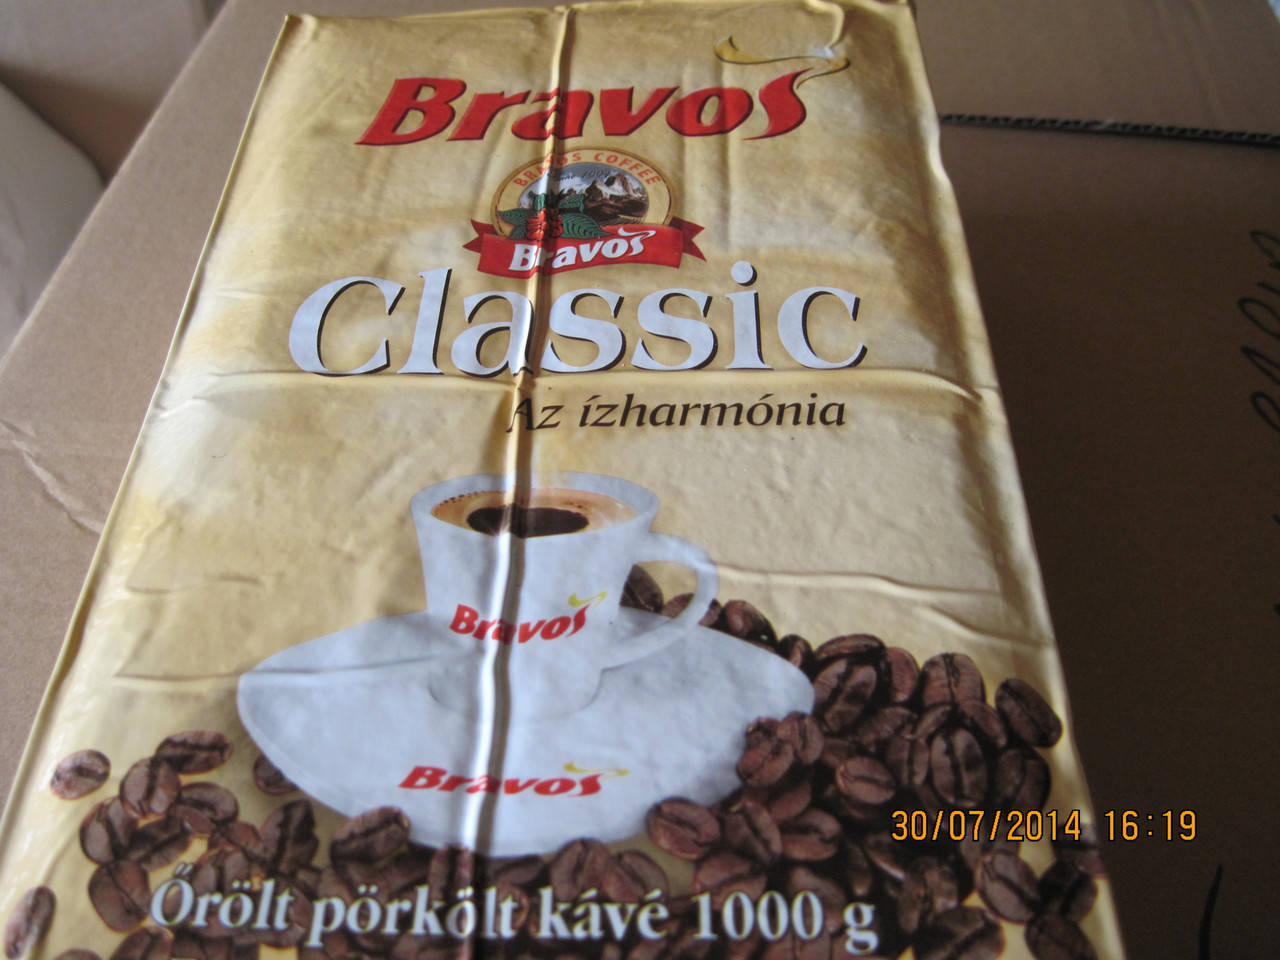 Bravos
BRAVOS COFFEE
Bravos
Classic
Az ízharmónia
Bravos
Bravos
30/07/2014 16:19
Őrölt pörkölt kávé 1000 g